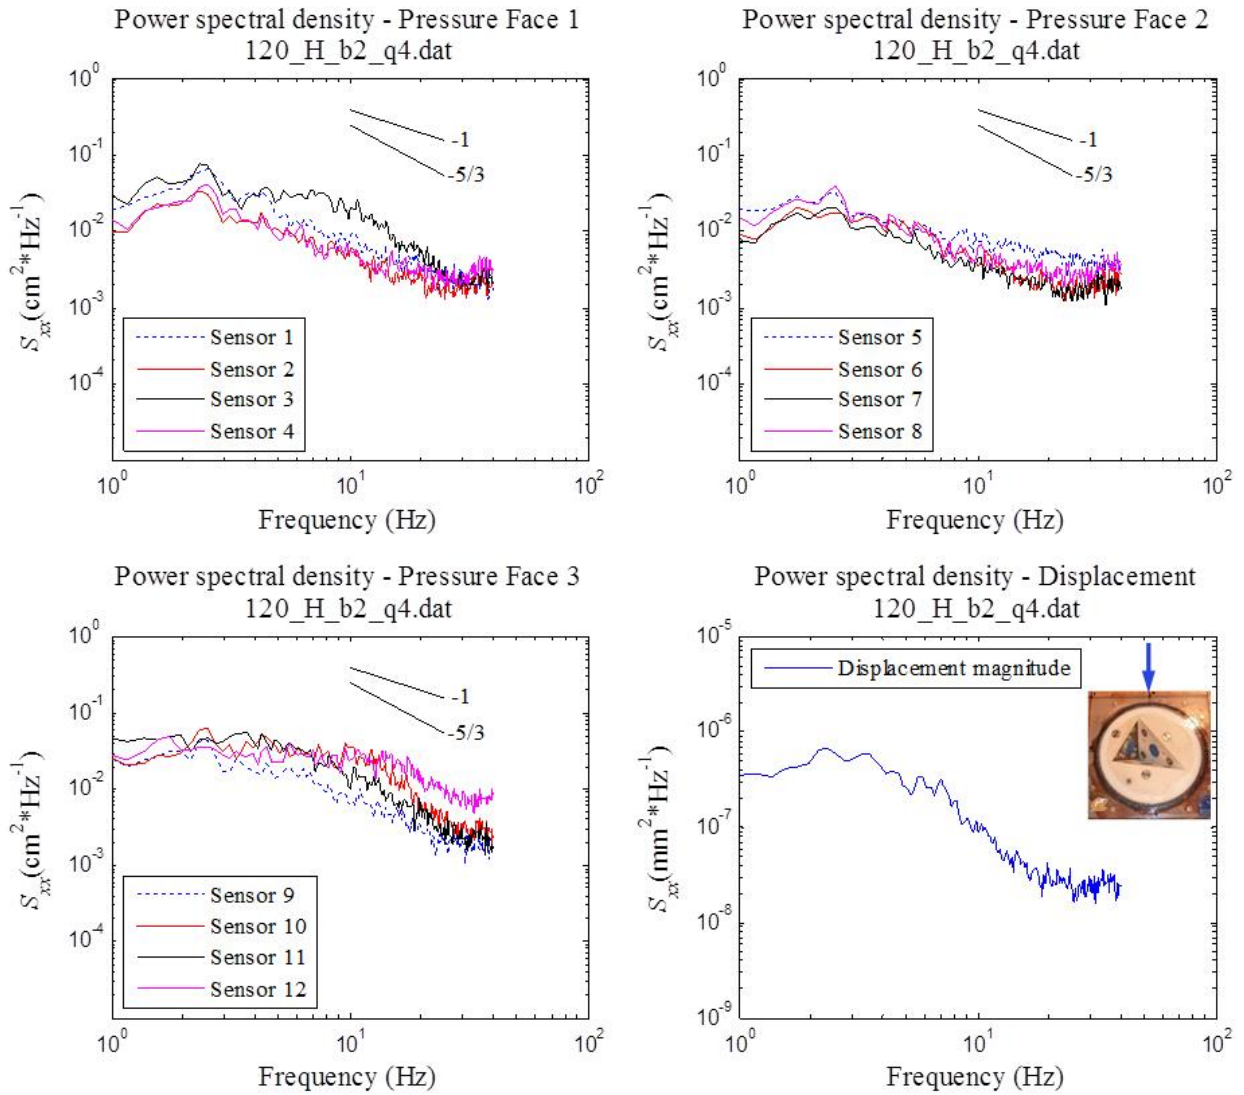 Power spectral density - Pressure Face 1
120_H_b2_q4.dat
10^0
10^-1
10^-2
10^-3
10^-4
S_xx(cm^2*Hz^-1)
-1
-5/3
Sensor 1
Sensor 2
Sensor 3
Sensor 4
10^0
10^1
10^2
Frequency (Hz)
Power spectral density - Pressure Face 2
120_H_b2_q4.dat
10^0
10^-1
10^-2
10^-3
10^-4
S_xx(cm^2*Hz^-1)
-1
-5/3
Sensor 5
Sensor 6
Sensor 7
Sensor 8
10^0
10^1
10^2
Frequency (Hz)
Power spectral density - Pressure Face 3
120_H_b2_q4.dat
10^0
10^-1
10^-2
10^-3
10^-4
S_xx(cm^2*Hz^-1)
-1
-5/3
Sensor 9
Sensor 10
Sensor 11
Sensor 12
10^0
10^1
10^2
Frequency (Hz)
Power spectral density - Displacement
120_H_b2_q4.dat
10^-5
10^-6
10^-7
10^-8
10^-9
S_xx(mm^2*Hz^-1)
Displacement magnitude
10^0
10^1
10^2
Frequency (Hz)